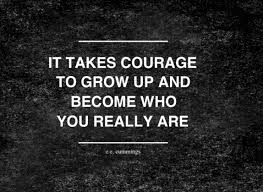 IT TAKES COURAGE
TO GROW UP AND
BECOME WHO
YOU REALLY ARE
e.e. cummings